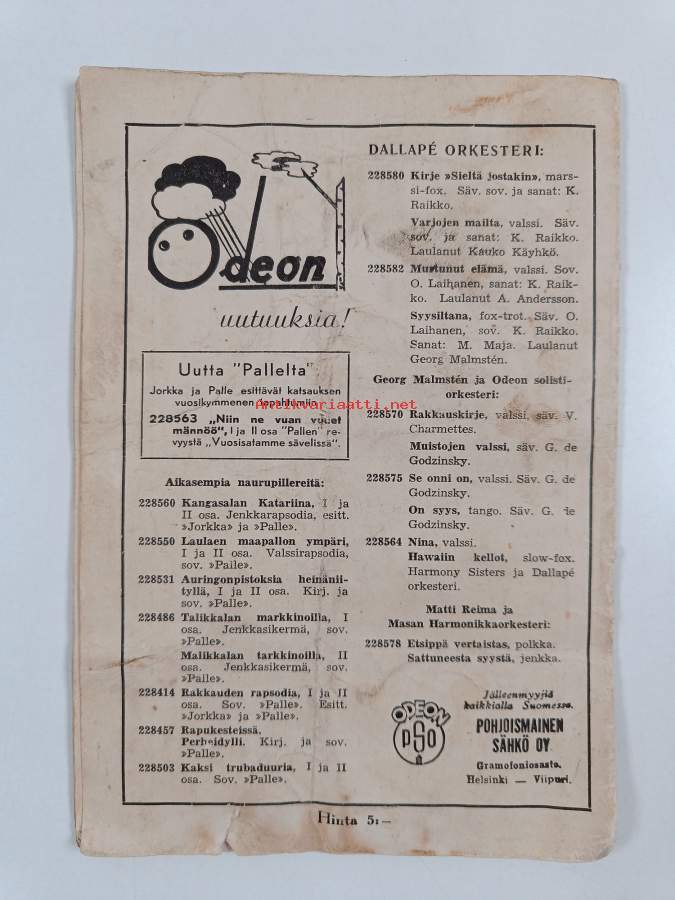 Odeon
uutuuksia!
Uutta "Palleltä"
Jorkka ja Palle esittävät katsauksen
vuosikymmenen tapahtumiin
228563 „Niin ne vuan vuuet
männöö“, I ja II osa "Pallen" re-
vyystä „Vuosisatamme sävelissä“.
Aikasempia naurupillereitä:
228560 Kangasalan Katariina, I ja
II osa. Jenkkarapsodia, esitt.
»Jorkka» ja »Palle».
228550 Laulaen maapallon ympäri,
I ja II osa. Valssirapsodia,
sov. »Palle».
228531 Auringonpistoksia heinänii-
tyllä, I ja II osa. Kirj. ja
sov. »Palle».
228486 Talikkalan markkinoilla, I
osa. Jenkkasikermä, sov.
»Palle».
Malikkalan tarkkinoilla, II
osa. Jenkkasikermä, sov.
»Palle».
228414 Rakkauden rapsodia, I ja II
osa. Sov. »Palle». Esitt.
»Jorkka» ja »Palle».
228457 Rapukesteissä.
Perheidylli. Kirj. ja sov.
»Palle».
228503 Kaksi trubaduuria, I ja II
osa. Sov. »Palle».
DALLAPÉ ORKESTERI:
228580 Kirje »Sieltä jostakin», mars-
si-fox. Säv. sov. ja sanat: K.
Raikko.
Varjojen mailta, valssi. Säv.
sov. ja sanat: K. Raikko.
Laulanut Kauko Käyhkö.
228582 Murtunut elämä, valssi. Sov.
O. Laihanen, sanat: K. Raik-
ko. Laulanut A. Andersson.
Syysiltana, fox-trot. Säv. O.
Laihanen, sov. K. Raikko.
Sanat: M. Maja. Laulanut
Georg Malmstén.
Georg Malmstén ja Odeon solisti-
orkesteri:
228570 Rakkauskirje, valssi, säv. V.
Charmettes.
Muistojen valssi, säv. G. de
Godzinsky.
228575 Se onni on, valssi. Säv. G. de
Godzinsky.
On syys, tango. Säv. G. de
Godzinsky.
228564 Nina, valssi.
Hawaiin kellot, slow-fox.
Harmony Sisters ja Dallapé
orkesteri.
Matti Reima ja
Masan Harmonikkaorkesteri:
228578 Etsippä vertaistas, polkka.
Sattuneesta syystä, jenkka.
ODEON
PSO
Jälleenmyyjiä
kaikkialla Suomessa.
POHJOISMAINEN
SÄHKÖ OY
Gramofoniosasto.
Helsinki — Viipuri.
Hinta 5:—
antikvariaatti.net